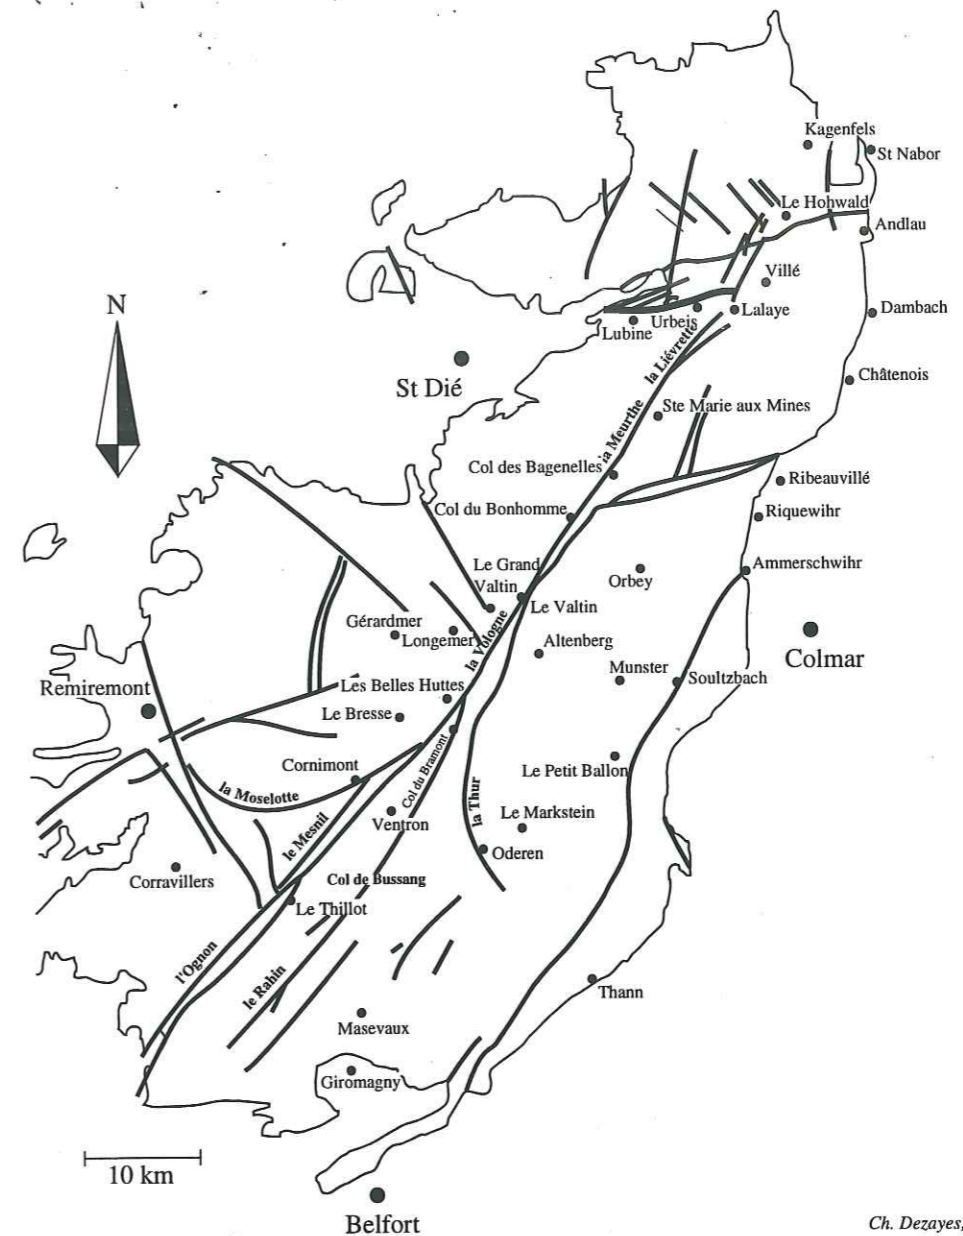 Kagenfels
St Nabor
Le Hohwald
Andlau
Villé
N
Dambach
Lubine
Urbeis
Lalaye
la Liévrette
St Dié
Châtenois
Ste Marie aux Mines
la Meurthe
Col des Bagenelles
Ribeauvillé
Col du Bonhomme
Riquewihr
Le Grand
Valtin
Orbey
Ammerschwihr
Le Valtin
Gérardmer
Longemer
la Vologne
Altenberg
Colmar
Munster
Soultzbach
Remiremont
Les Belles Huttes
Le Bresse
Cornimont
Col du Bramont
Le Petit Ballon
la Moselotte
la Thur
le Mesnil
Ventron
Le Markstein
Oderen
Corravillers
Col de Bussang
Le Thillot
l'Ognon
le Rahin
Thann
Masevaux
Giromagny
10 km
Belfort
Ch. Dezayes,